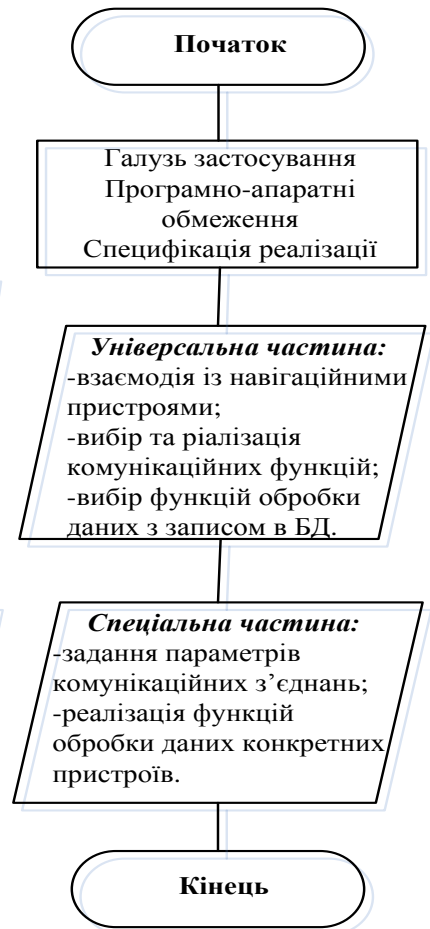 Початок
Галузь застосування
Програмно-апаратні
обмеження
Специфікація реалізації
Універсальна частина:
-взаємодія із навігаційними
пристроями;
-вибір та ріалізація
комунікаційних функцій;
-вибір функцій обробки
даних з записом в БД.
Спеціальна частина:
-задання параметрів
комунікаційних з’єднань;
-реалізація функцій
обробки даних конкретних
пристроїв.
Кінець